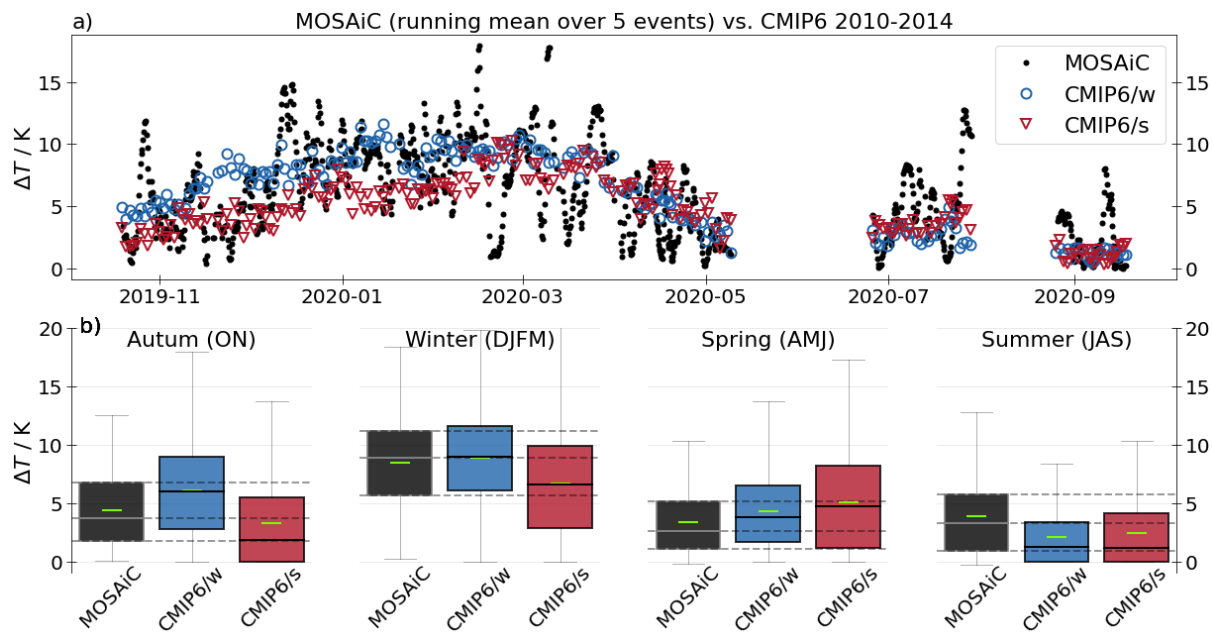 a) MOSAiC (running mean over 5 events) vs. CMIP6 2010-2014
MOSAiC
CMIP6/w
CMIP6/s
ΔT / K
15
10
5
0
15
10
5
0
2019-11 2020-01 2020-03 2020-05 2020-07 2020-09
b)
Autum (ON) Winter (DJFM) Spring (AMJ) Summer (JAS)
ΔT / K
20
15
10
5
0
20
15
10
5
0
MOSAiC CMIP6/w CMIP6/s MOSAiC CMIP6/w CMIP6/s MOSAiC CMIP6/w CMIP6/s MOSAiC CMIP6/w CMIP6/s